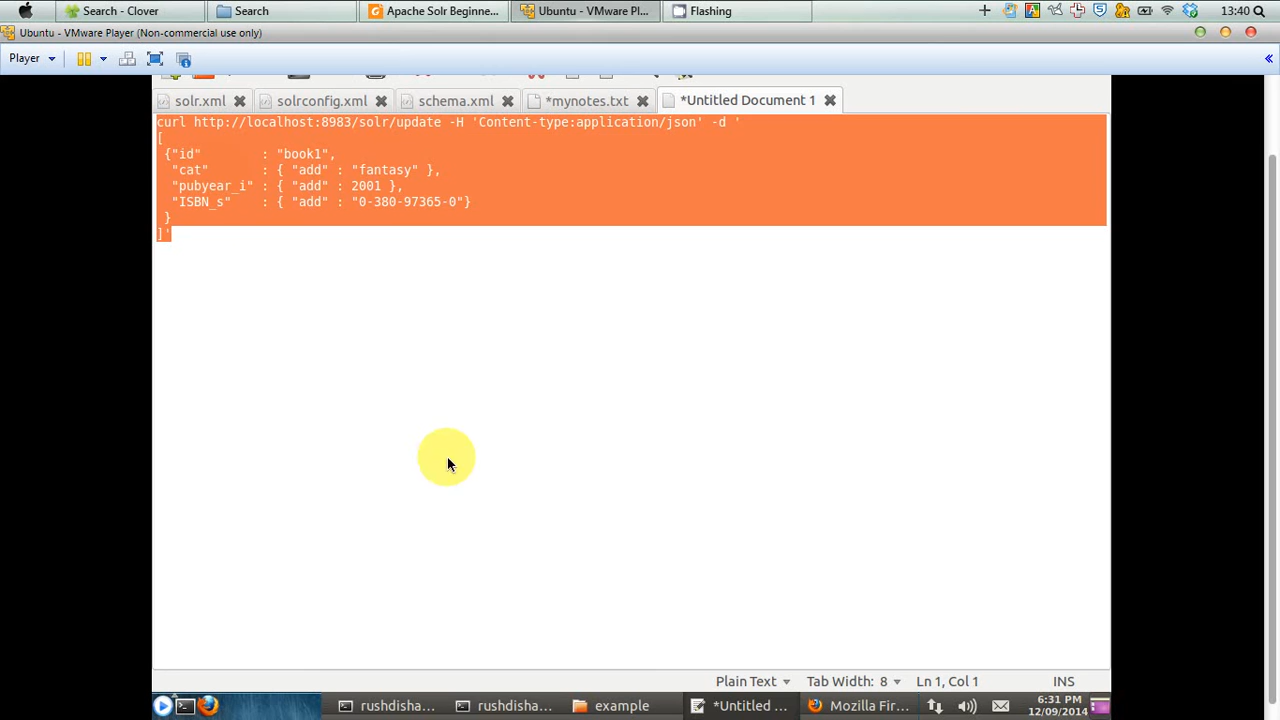 Search - Clover
Search
Apache Solr Beginne...
Ubuntu - VMware Pl...
Flashing
13:40
Ubuntu - VMware Player (Non-commercial use only)
Player
solr.xml
solrconfig.xml
schema.xml
*mynotes.txt
*Untitled Document 1
curl http://localhost:8983/solr/update -H 'Content-type:application/json' -d '
[
{"id" : "book1",
"cat" : { "add" : "fantasy" },
"pubyear_i" : { "add" : 2001 },
"ISBN_s" : { "add" : "0-380-97365-0"}
}
]'
Plain Text
Tab Width: 8
Ln 1, Col 1
INS
rushdisha...
rushdisha...
example
*Untitled ...
Mozilla Fir...
6:31 PM
12/09/2014